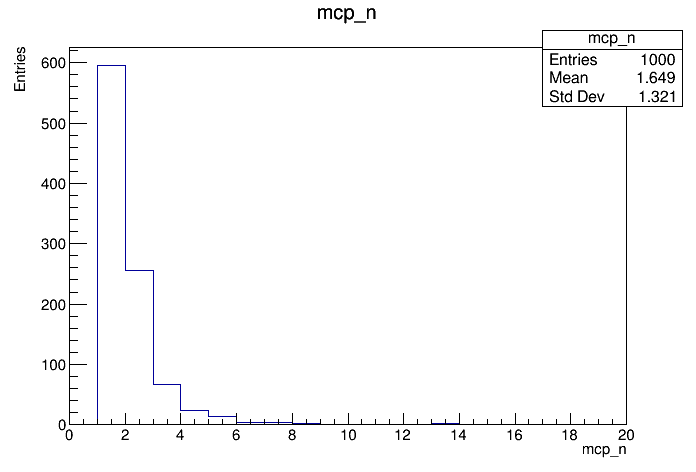 mcp_n
mcp_n
Entries 1000
Mean 1.649
Std Dev 1.321
Entries
600
500
400
300
200
100
0
0 2 4 6 8 10 12 14 16 18 20
mcp_n